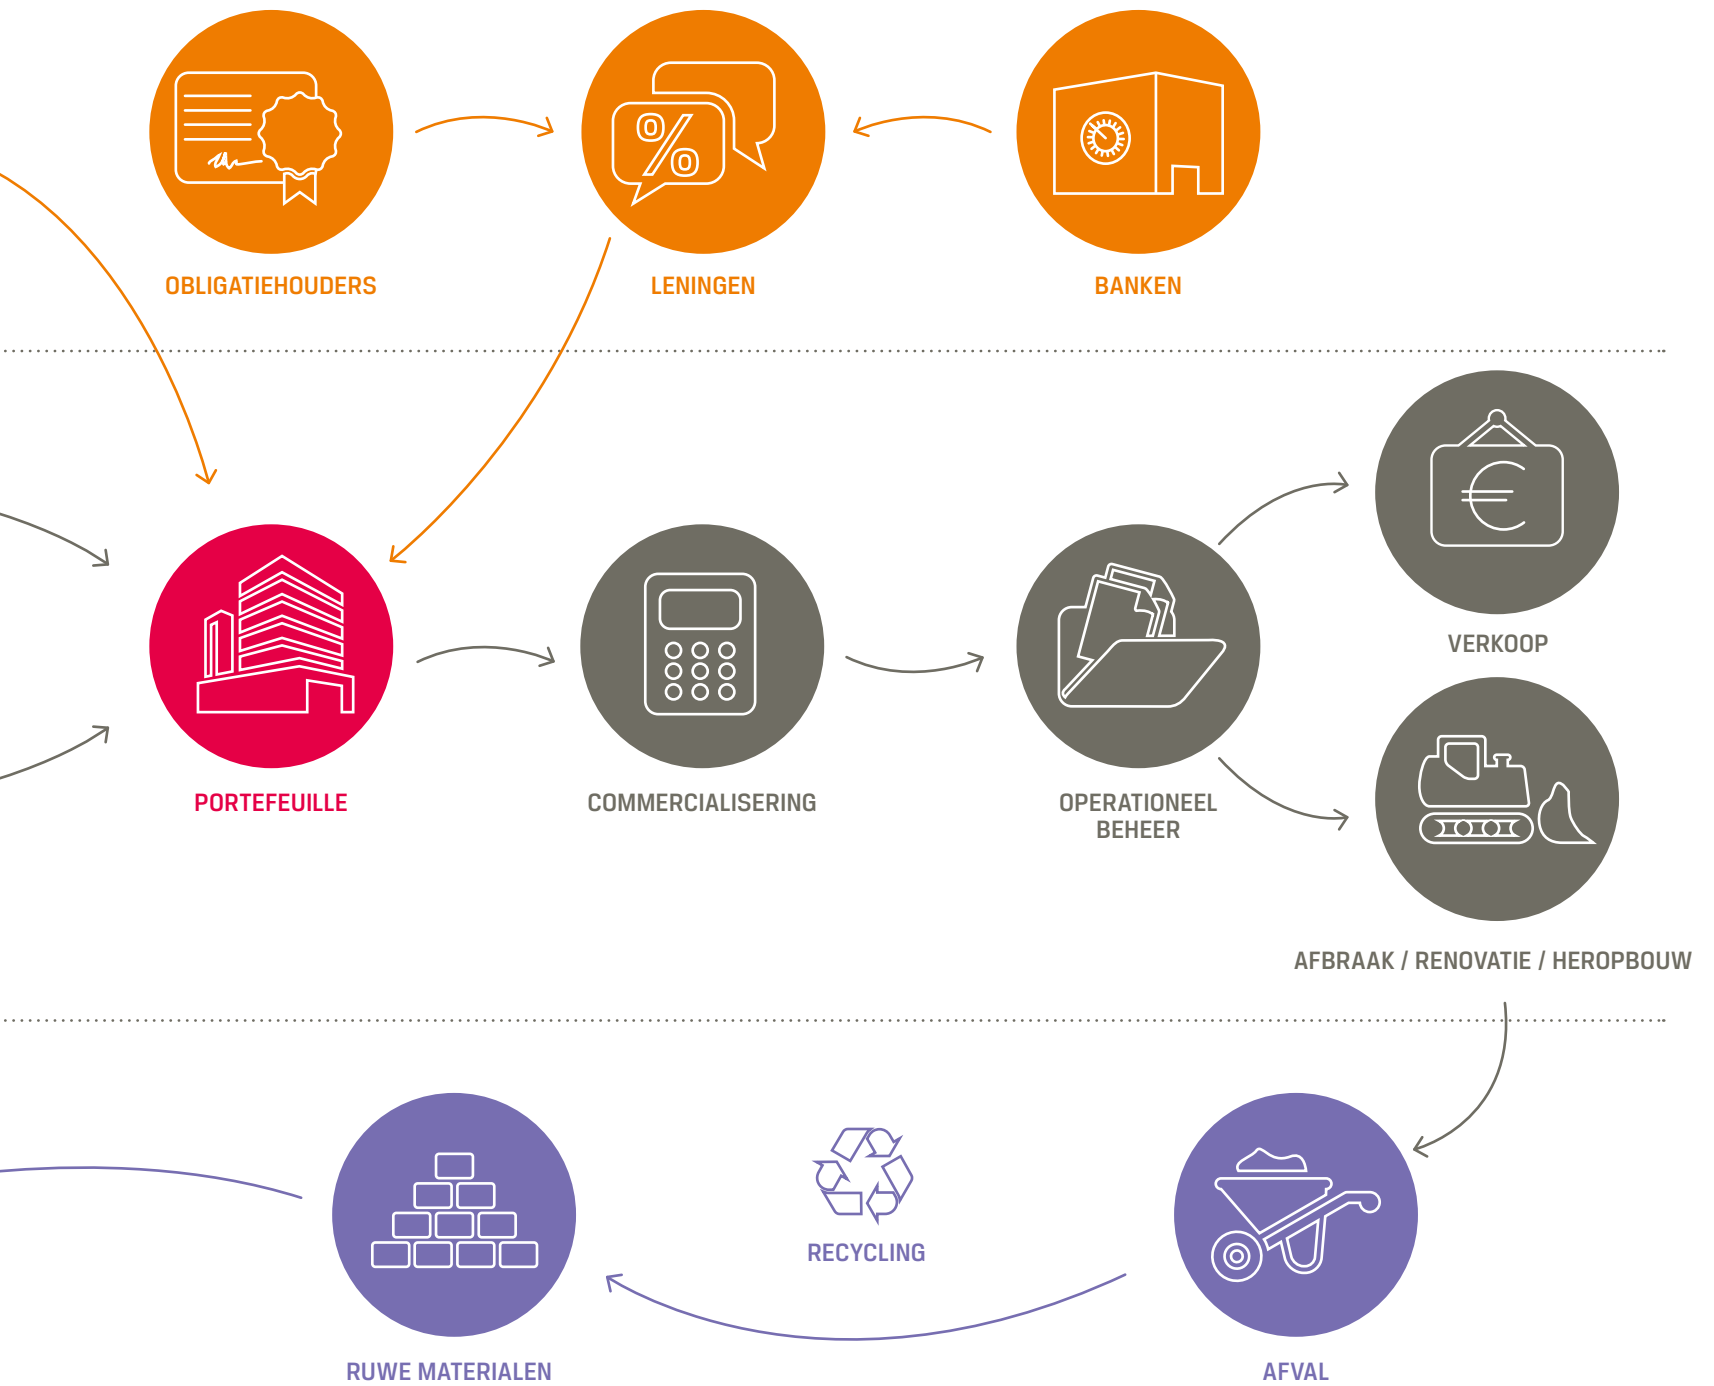 OBLIGATIEHOUDERS
LENINGEN
BANKEN
%
€
VERKOOP
PORTEFEUILLE
COMMERCIALISERING
OPERATIONEEL
BEHEER
AFBRAAK / RENOVATIE / HEROPBOUW
RECYCLING
RUWE MATERIALEN
AFVAL